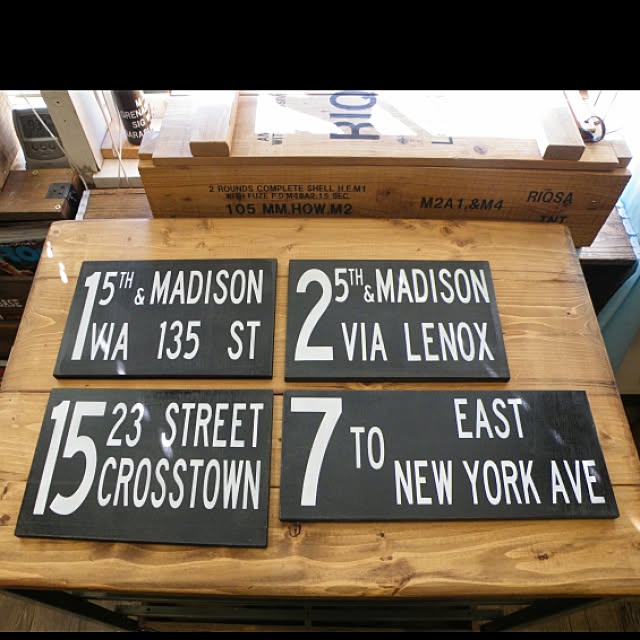 RIOSA
2 ROUNDS COMPLETE SHELL H.E.M1
105 MM.HOW.M2
M2A1,&M4
RIOSA
TNT
1 5TH & MADISON
WA 135 ST
2 5TH & MADISON
VIA LENOX
15 23 STREET
CROSSTOWN
7 TO EAST
NEW YORK AVE